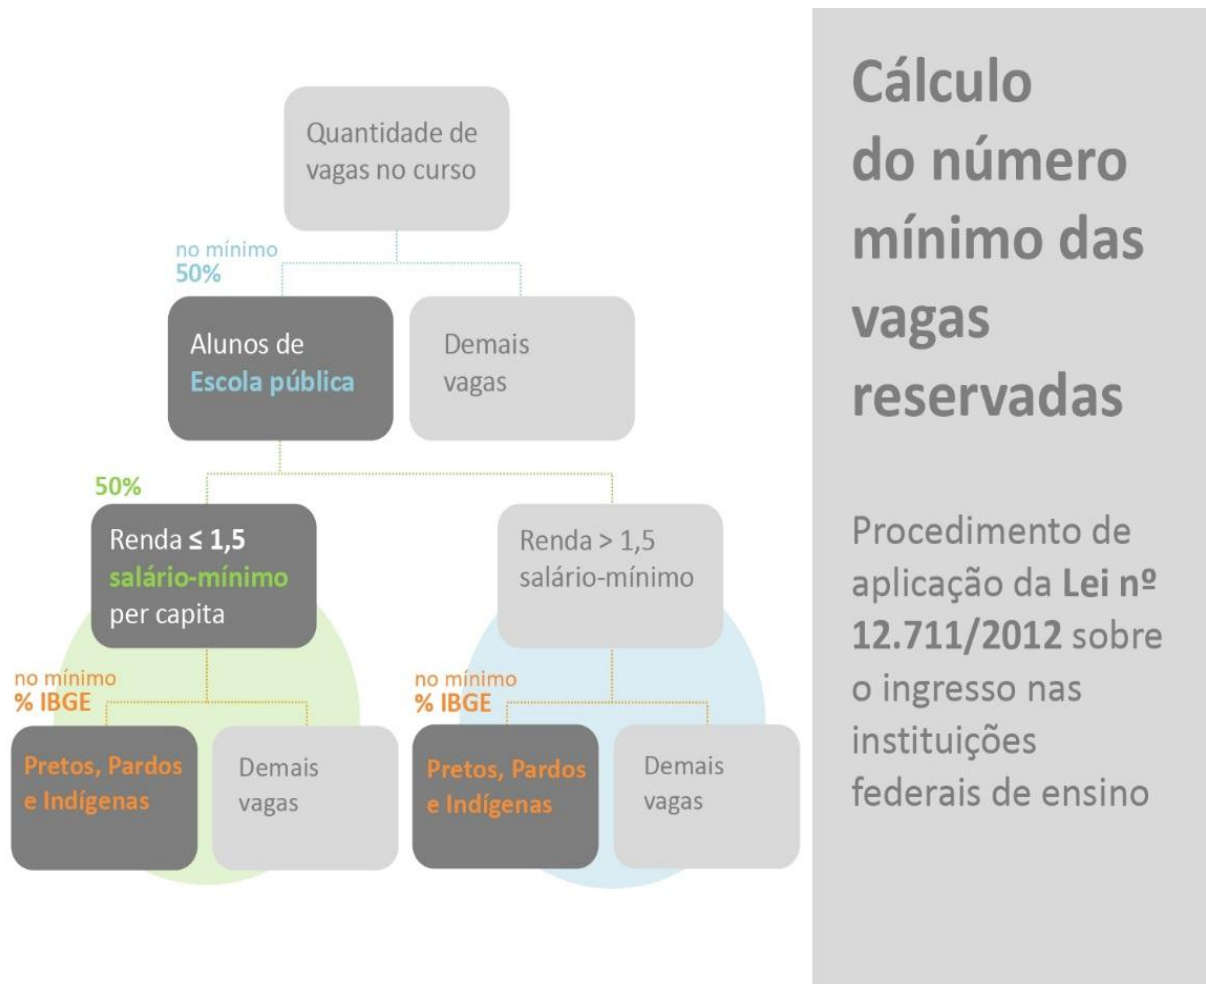 Quantidade de
vagas no curso
no mínimo
50%
Alunos de
Escola pública
Demais
vagas
50%
Renda ≤ 1,5
salário-mínimo
per capita
Renda > 1,5
salário-mínimo
no mínimo
% IBGE
Pretos, Pardos
e Indígenas
Demais
vagas
no mínimo
% IBGE
Pretos, Pardos
e Indígenas
Demais
vagas
Cálculo
do número
mínimo das
vagas
reservadas
Procedimento de
aplicação da Lei nº
12.711/2012 sobre
o ingresso nas
instituições
federais de ensino